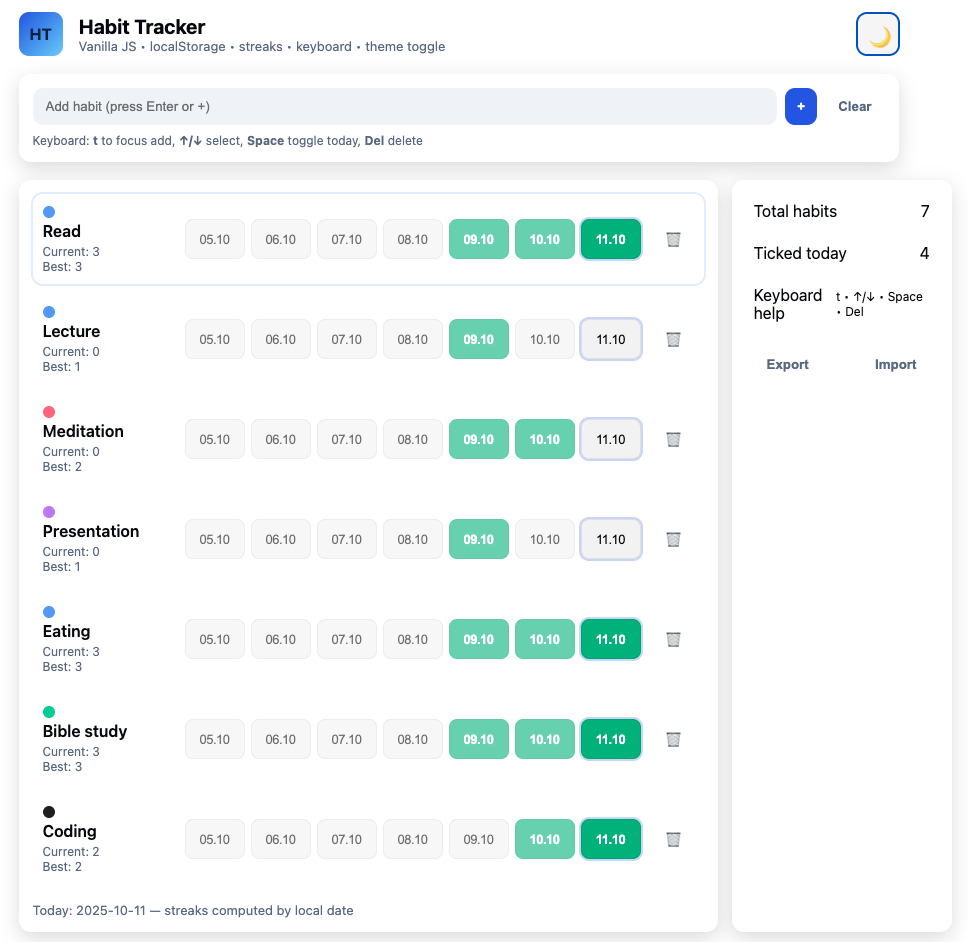 HT
Habit Tracker
Vanilla JS • localStorage • streaks • keyboard • theme toggle
Add habit (press Enter or +)
+
Clear
Keyboard: t to focus add, ↑/↓ select, Space toggle today, Del delete
Read
Current: 3
Best: 3
05.10 06.10 07.10 08.10 09.10 10.10 11.10
Lecture
Current: 0
Best: 1
05.10 06.10 07.10 08.10 09.10 10.10 11.10
Meditation
Current: 0
Best: 2
05.10 06.10 07.10 08.10 09.10 10.10 11.10
Presentation
Current: 0
Best: 1
05.10 06.10 07.10 08.10 09.10 10.10 11.10
Eating
Current: 3
Best: 3
05.10 06.10 07.10 08.10 09.10 10.10 11.10
Bible study
Current: 3
Best: 3
05.10 06.10 07.10 08.10 09.10 10.10 11.10
Coding
Current: 2
Best: 2
05.10 06.10 07.10 08.10 09.10 10.10 11.10
Today: 2025-10-11 — streaks computed by local date
Total habits 7
Ticked today 4
Keyboard help
t • ↑/↓ • Space
• Del
Export Import